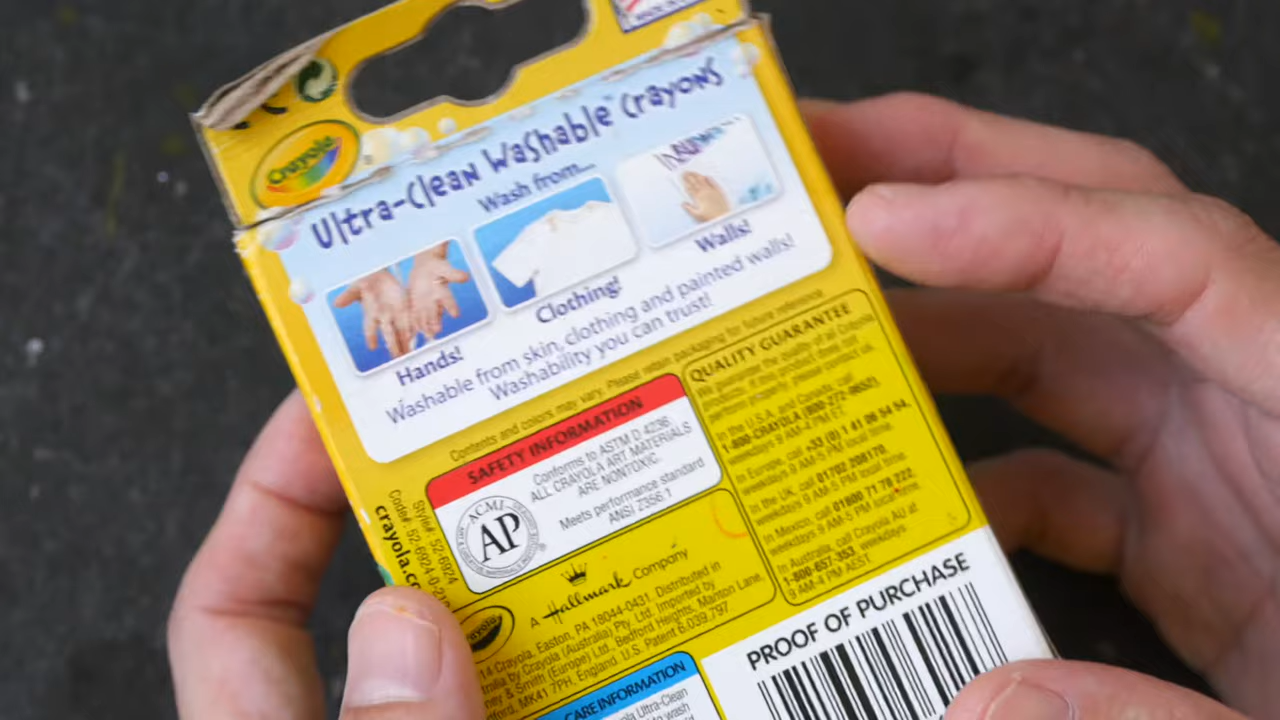 Crayola
Ultra-Clean Washable Crayons
Wash from...
Hands!
Clothing!
Walls!
Washable from skin, clothing and painted walls!
Washability you can trust!
Contents and colors may vary. Please retain packaging for future reference.
SAFETY INFORMATION
Conforms to ASTM D 4236
ALL CRAYOLA ART MATERIALS
ARE NONTOXIC.
Meets performance standard
ANSI Z356.1
ACMI
AP
QUALITY GUARANTEE
We guarantee the quality of all Crayola
products. If this product does not
perform properly, please contact us.
In the U.S.A. and Canada, call
1-800-CRAYOLA (800-272-9652),
weekdays 9 AM-4 PM ET.
In Europe, call +33 (0) 1 41 06 54 54,
weekdays 9 AM-5 PM local time.
In the UK, call 01702 208170,
weekdays 9 AM-5 PM local time.
In Mexico, call 01800 71 78 222,
weekdays 9 AM-5 PM local time.
In Australia, call Crayola AU at
1-800-657-353, weekdays
9 AM-4 PM AEST.
Style#: 52-6924
Code#: 52-6924-0-2
crayola.c
A Hallmark Company
14 Crayola, Easton, PA 18044-0431. Distributed in
by Crayola (Australia) Pty. Ltd. Imported by
& Smith (Europe) Ltd., Bedford Heights, Manton Lane,
MK41 7PH, England. U.S. Patent 6,039,797
CARE INFORMATION
Ultra-Clean
wash
PROOF OF PURCHASE